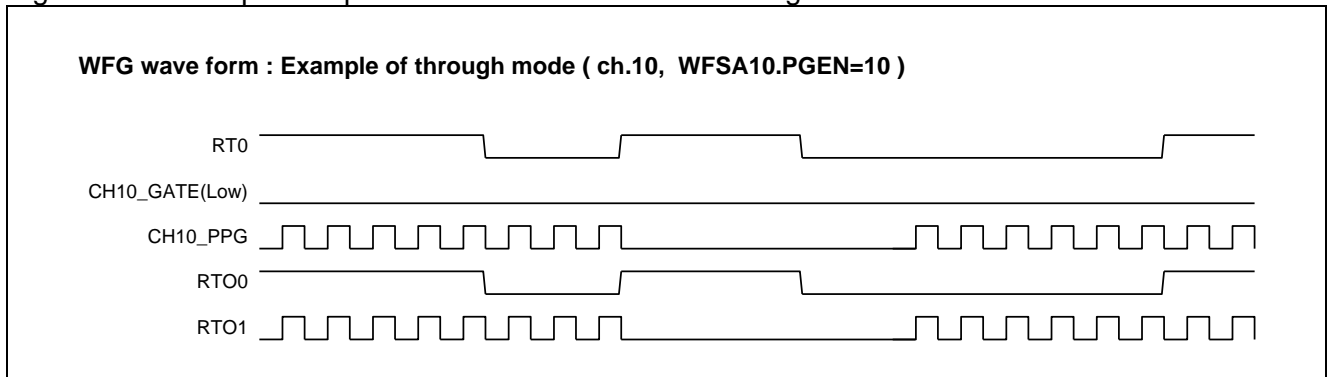 WFG wave form : Example of through mode ( ch.10, WFSA10.PGEN=10 )
RT0
CH10_GATE(Low)
CH10_PPG
RTO0
RTO1